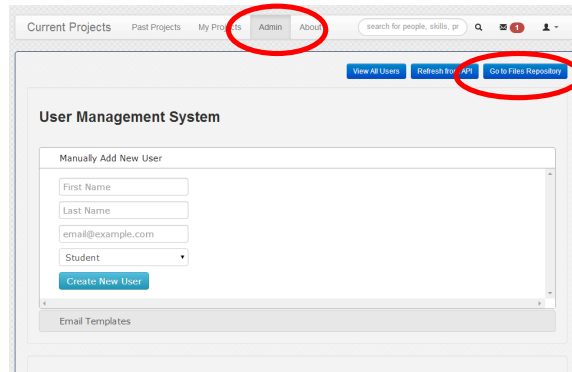 Current Projects Past Projects My Projects Admin About search for people, skills, pr 1
View All Users Refresh from API Go to Files Repository
User Management System
Manually Add New User
First Name
Last Name
email@example.com
Student
Create New User
Email Templates